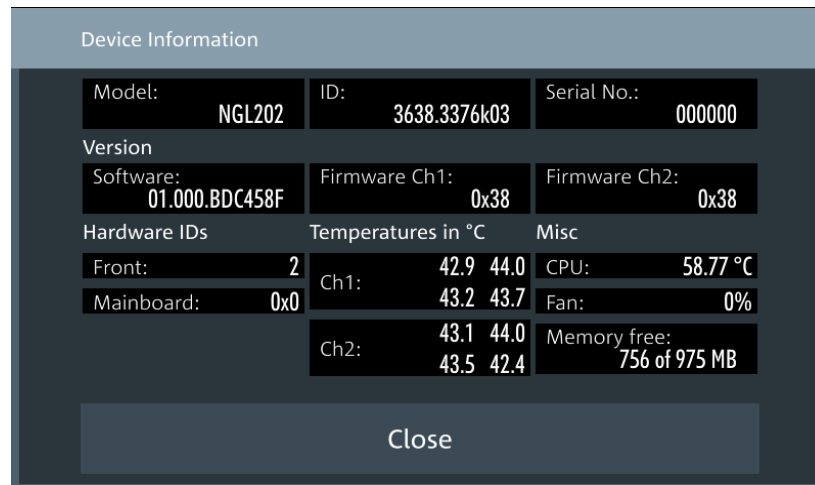 Device Information
Model: NGL202
ID: 3638.3376k03
Serial No.: 000000
Version
Software: 01.000.BDC458F
Firmware Ch1: 0x38
Firmware Ch2: 0x38
Hardware IDs
Front: 2
Mainboard: 0x0
Temperatures in °C
Ch1:
42.9 44.0
43.2 43.7
Ch2:
43.1 44.0
43.5 42.4
Misc
CPU: 58.77 °C
Fan: 0%
Memory free:
756 of 975 MB
Close